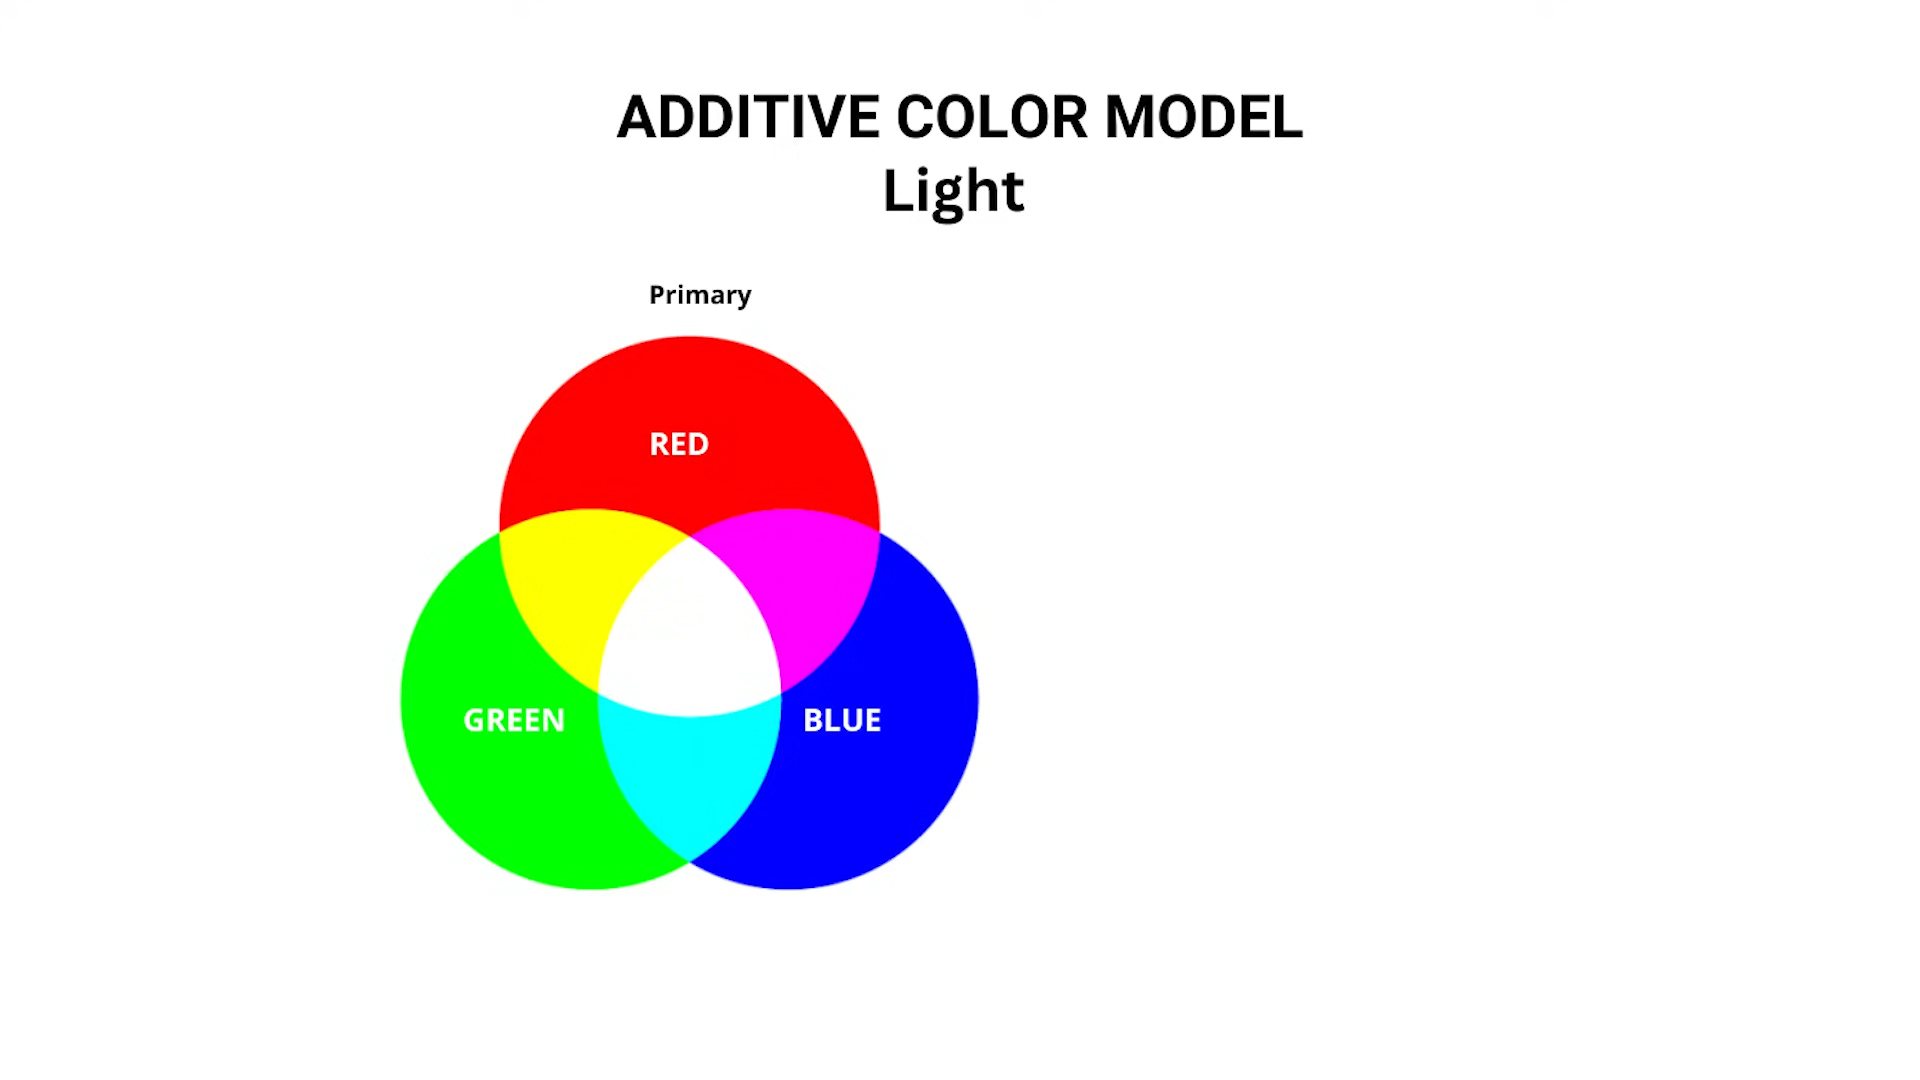 ADDITIVE COLOR MODEL
Light
Primary
RED
GREEN
BLUE